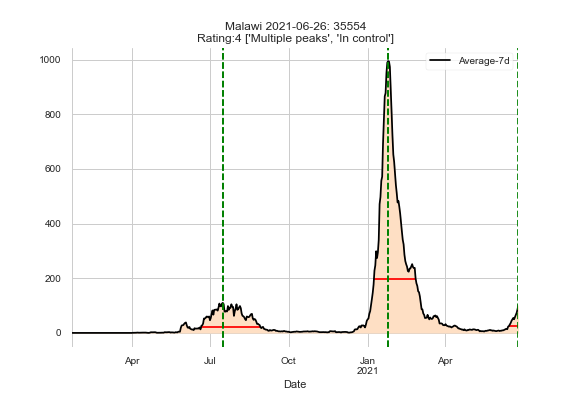 Malawi 2021-06-26: 35554
Rating:4 ['Multiple peaks', 'In control']
Average-7d
1000
800
600
400
200
0
Apr Jul Oct Jan Apr
2021
Date